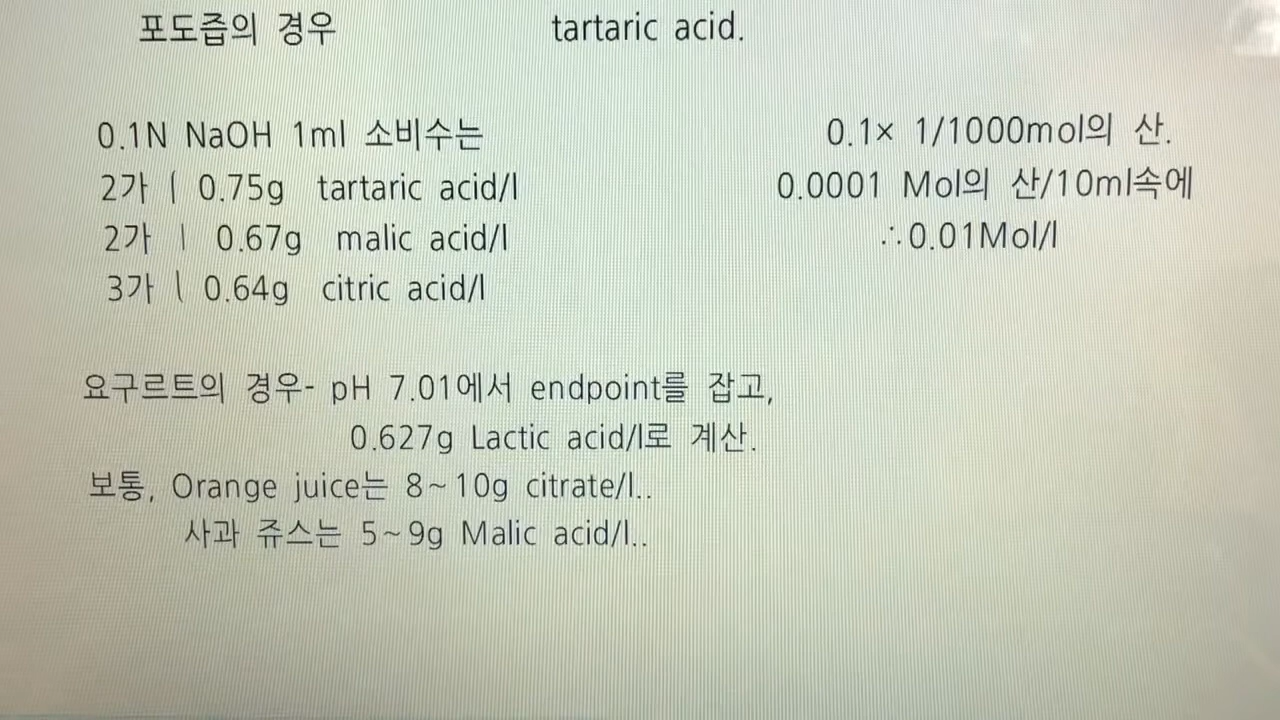 포도즙의 경우 tartaric acid.
0.1N NaOH 1ml 소비수는
2가 | 0.75g tartaric acid/l
2가 | 0.67g malic acid/l
3가 | 0.64g citric acid/l
0.1× 1/1000mol의 산.
0.0001 Mol의 산/10ml속에
∴0.01Mol/l
요구르트의 경우- pH 7.01에서 endpoint를 잡고,
0.627g Lactic acid/l로 계산.
보통, Orange juice는 8~10g citrate/l..
사과 쥬스는 5~9g Malic acid/l..